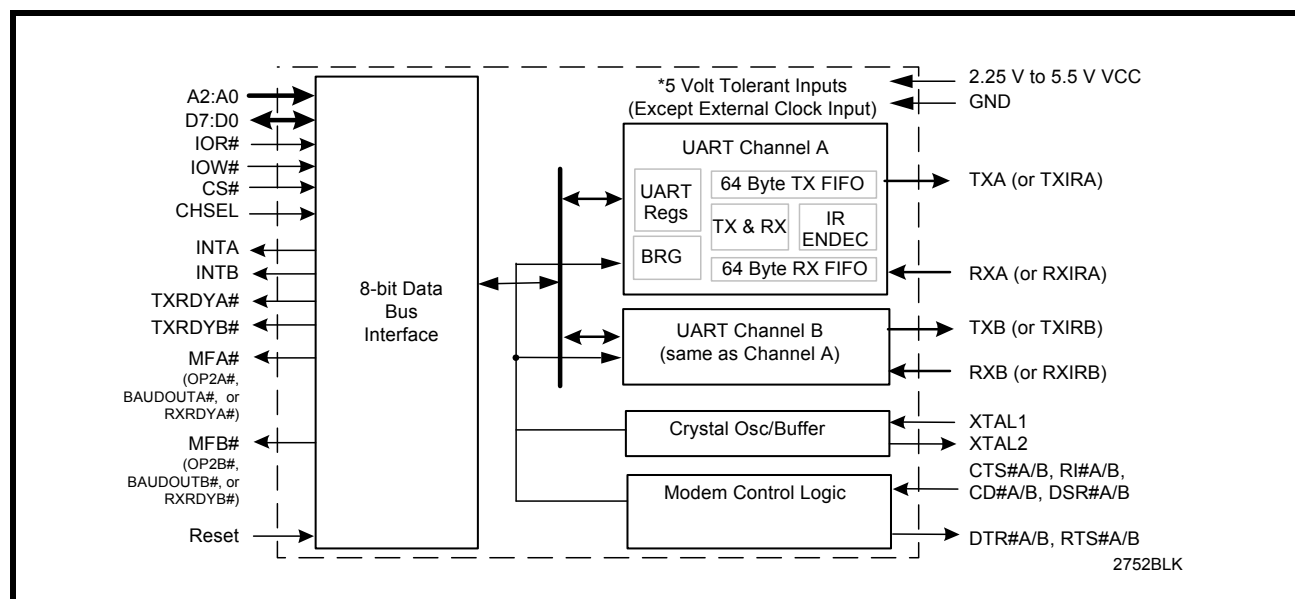 A2:A0
D7:D0
IOR#
IOW#
CS#
CHSEL
INTA
INTB
TXRDYA#
TXRDYB#
MFA#
(OP2A#,
BAUDOUTA#, or
RXRDYA#)
MFB#
(OP2B#,
BAUDOUTB#, or
RXRDYB#)
Reset
8-bit Data
Bus
Interface
*5 Volt Tolerant Inputs
(Except External Clock Input)
UART Channel A
UART
Regs
BRG
64 Byte TX FIFO
TX & RX
IR
ENDEC
64 Byte RX FIFO
UART Channel B
(same as Channel A)
Crystal Osc/Buffer
Modem Control Logic
2.25 V to 5.5 V VCC
GND
TXA (or TXIRA)
RXA (or RXIRA)
TXB (or TXIRB)
RXB (or RXIRB)
XTAL1
XTAL2
CTS#A/B, RI#A/B,
CD#A/B, DSR#A/B
DTR#A/B, RTS#A/B
2752BLK